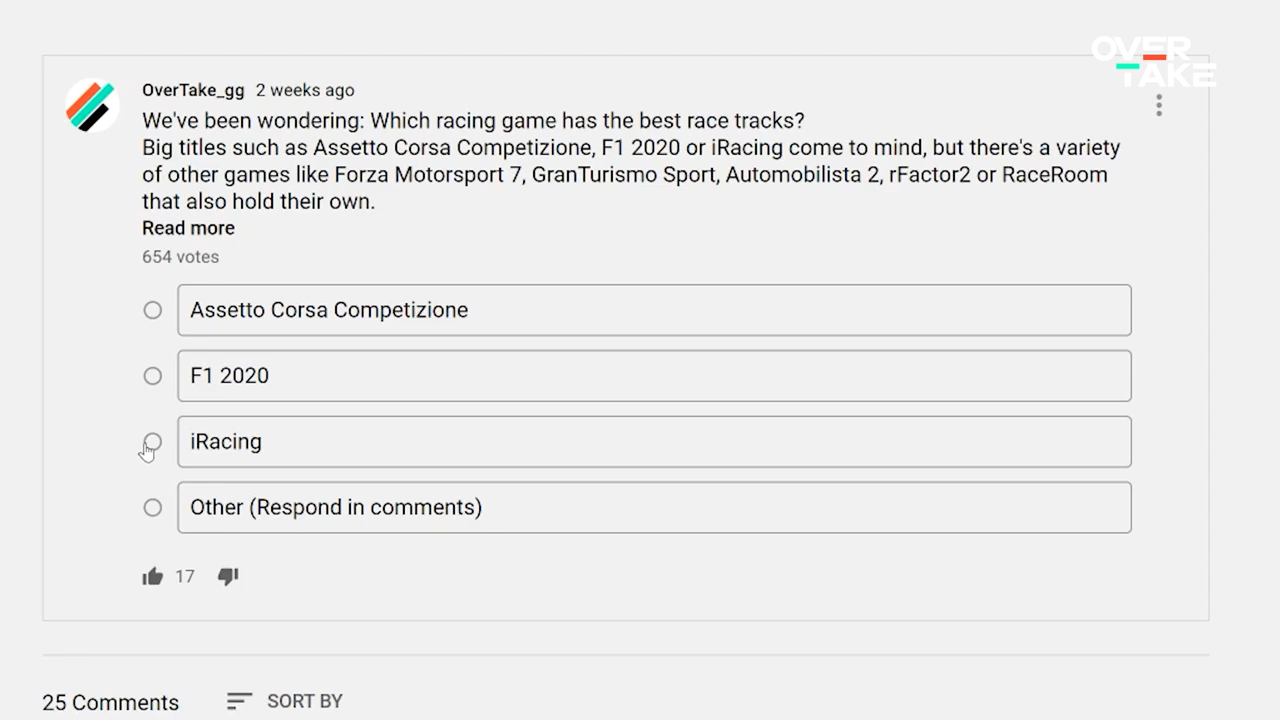 OVER
TAKE
OverTake_gg 2 weeks ago
We've been wondering: Which racing game has the best race tracks?
Big titles such as Assetto Corsa Competizione, F1 2020 or iRacing come to mind, but there's a variety
of other games like Forza Motorsport 7, GranTurismo Sport, Automobilista 2, rFactor2 or RaceRoom
that also hold their own.
Read more
654 votes
Assetto Corsa Competizione
F1 2020
iRacing
Other (Respond in comments)
17
25 Comments SORT BY